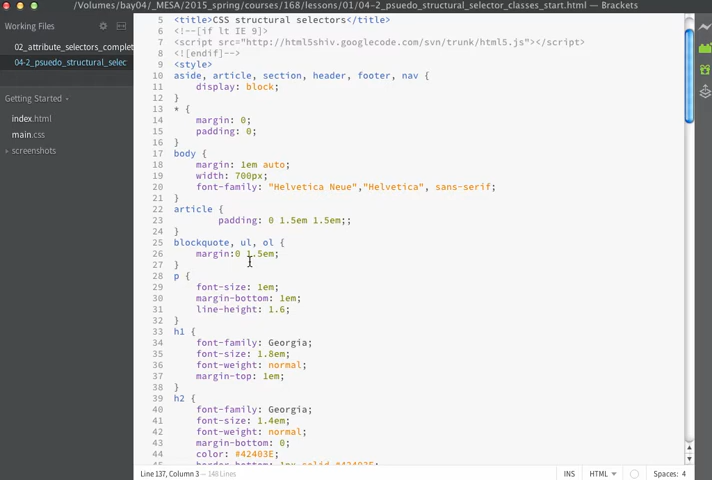 /Volumes/bay04/_MESA/2015_spring/courses/168/lessons/01/04-2_psuedo_structural_selector_classes_start.html — Brackets
Working Files
02_attribute_selectors_complet
04-2_psuedo_structural_selec
Getting Started
index.html
main.css
screenshots
5 <title>CSS structural selectors</title>
6 <!--[if lt IE 9]>
7 <script src="http://html5shiv.googlecode.com/svn/trunk/html5.js"></script>
8 <![endif]-->
9 <style>
10 aside, article, section, header, footer, nav {
11 display: block;
12 }
13 * {
14 margin: 0;
15 padding: 0;
16 }
17 body {
18 margin: 1em auto;
19 width: 700px;
20 font-family: "Helvetica Neue","Helvetica", sans-serif;
21 }
22 article {
23 padding: 0 1.5em 1.5em;;
24 }
25 blockquote, ul, ol {
26 margin:0 1.5em;
27 }
28 p {
29 font-size: 1em;
30 margin-bottom: 1em;
31 line-height: 1.6;
32 }
33 h1 {
34 font-family: Georgia;
35 font-size: 1.8em;
36 font-weight: normal;
37 margin-top: 1em;
38 }
39 h2 {
40 font-family: Georgia;
41 font-size: 1.4em;
42 font-weight: normal;
43 margin-bottom: 0;
44 color: #42403E;
45 border-bottom: 1px solid #42403E;
Line 137, Column 3 — 148 Lines
INS
HTML
Spaces: 4